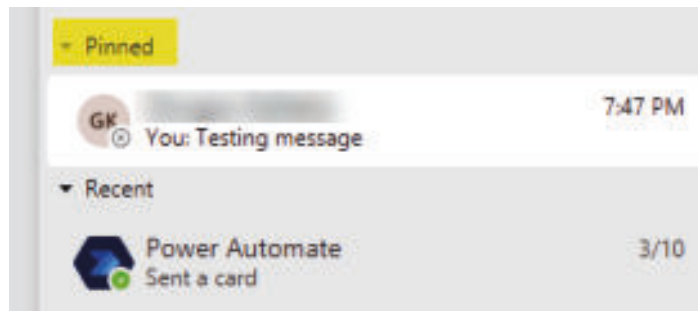 Pinned
GK
7:47 PM
You: Testing message
Recent
Power Automate
3/10
Sent a card